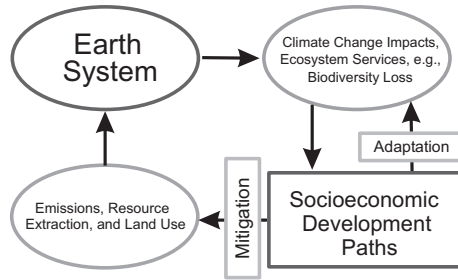 Earth
System
Climate Change Impacts,
Ecosystem Services, e.g.,
Biodiversity Loss
Adaptation
Mitigation
Emissions, Resource
Extraction, and Land Use
Socioeconomic
Development
Paths